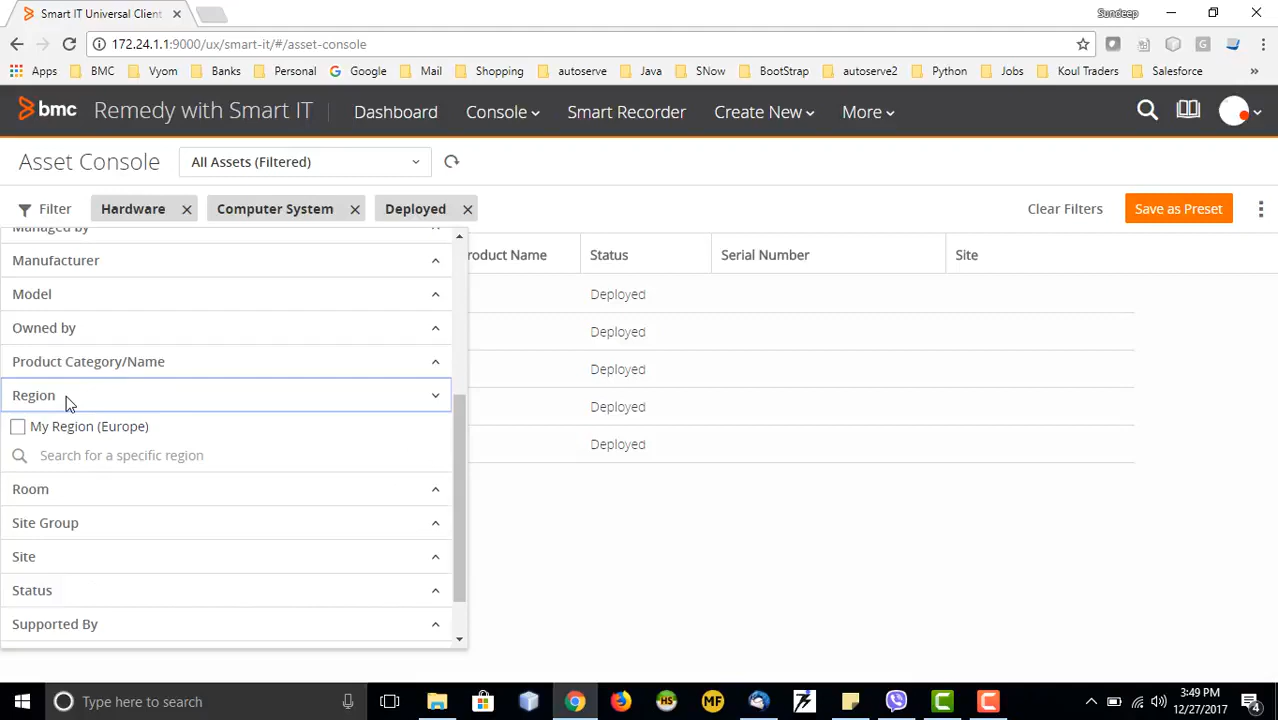 Smart IT Universal Client
Sundeep
172.24.1.1:9000/ux/smart-it/#/asset-console
Apps BMC Vyom Banks Personal Google Mail Shopping autoserve Java SNow BootStrap autoserve2 Python Jobs Koul Traders Salesforce »
bmc Remedy with Smart IT Dashboard Console Smart Recorder Create New More
Asset Console All Assets (Filtered)
Filter Hardware Computer System Deployed Clear Filters Save as Preset
Managed by
roduct Name Status Serial Number Site
Manufacturer
Model Deployed
Owned by Deployed
Product Category/Name Deployed
Region Deployed
My Region (Europe) Deployed
Search for a specific region
Room
Site Group
Site
Status
Supported By
Type here to search HS MF 3:49 PM
12/27/2017 4